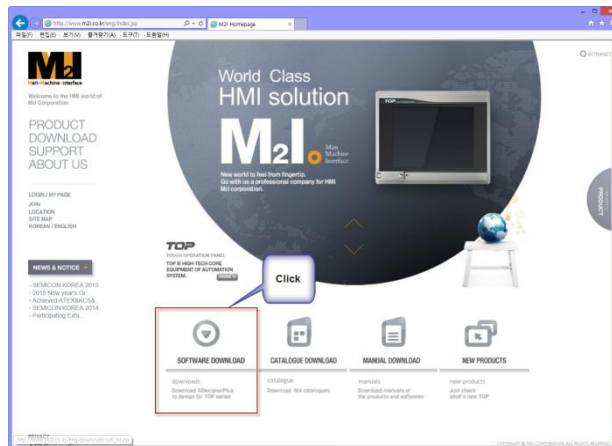 http://www.m2i.co.kr/eng/index.jsp
M2I Homepage
파일(F) 편집(E) 보기(V) 즐겨찾기(A) 도구(T) 도움말(H)
M2I
Man-Machine-Interface
Welcome to the HMI world of
M2I Corporation
PRODUCT
DOWNLOAD
SUPPORT
ABOUT US
LOGIN / MY PAGE
JOIN
LOCATION
SITE MAP
KOREAN / ENGLISH
NEWS & NOTICE
- SEMICON KOREA 2015
- 2015 New year's Gr..
- Achieved ATEX&KCS&..
- SEMICON KOREA 2014..
- Participating Exhi..
World Class
HMI solution
M2I
Man
Machine
Interface
New world to feel from fingertip.
Go with us a professional company for HMI
M2I corporation.
TOP
INTRANET
PRODUCT
TOP
TOUCH OPERATION PANEL
TOP IS HIGH-TECH CORE
EQUIPMENT OF AUTOMATION
SYSTEM.
Click
SOFTWARE DOWNLOAD
downloads
Download XDesignerPlus
to design for TOP series
CATALOGUE DOWNLOAD
catalogue
Download M2I catalogues
MANUAL DOWNLOAD
manuals
Download manuals of
the products and softwares
NEW PRODUCTS
new products
Just check
what's new TOP